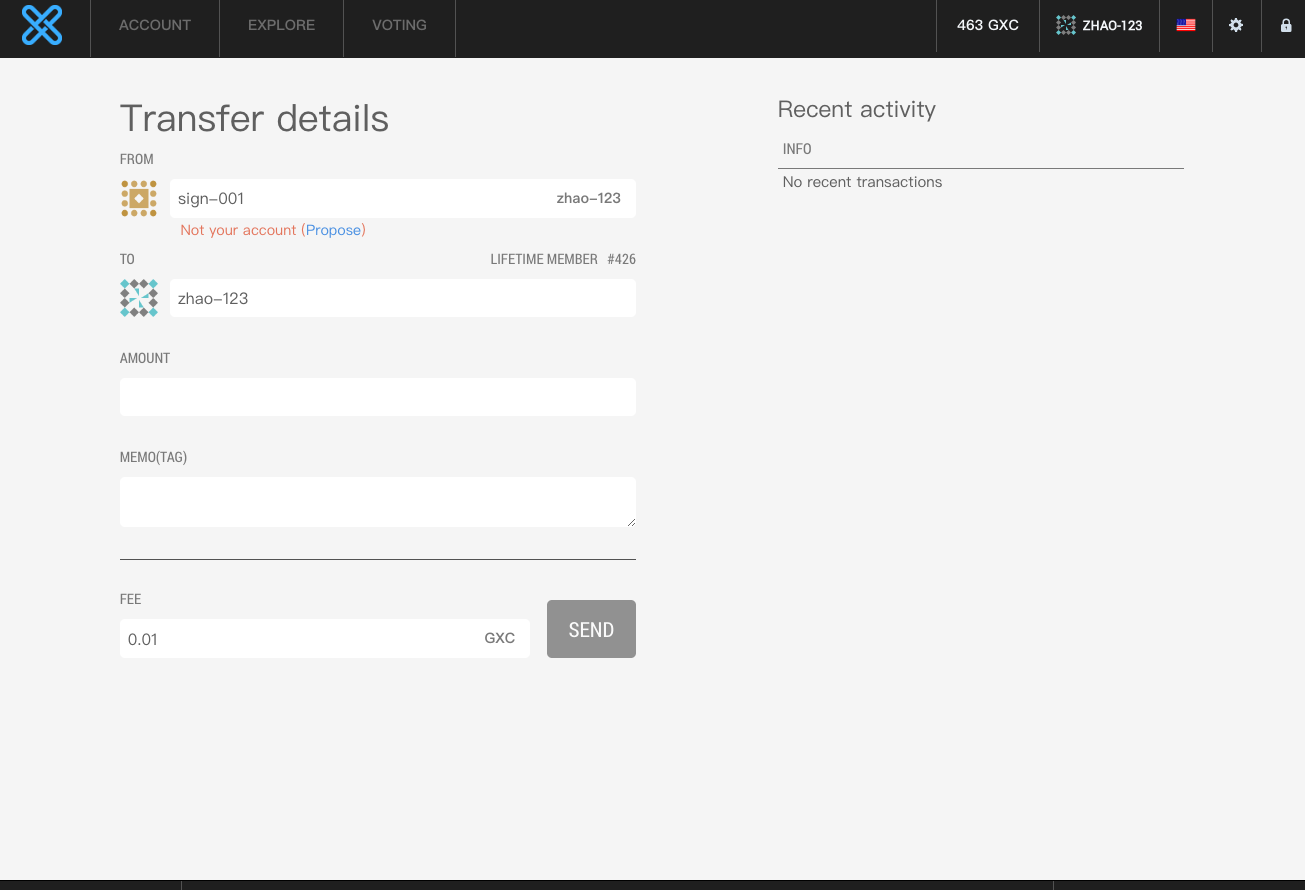 ACCOUNT EXPLORE VOTING 463 GXC ZHAO-123
Transfer details
FROM
sign-001 zhao-123
Not your account (Propose)
TO LIFETIME MEMBER #426
zhao-123
AMOUNT
MEMO(TAG)
FEE
0.01 GXC
SEND
Recent activity
INFO
No recent transactions